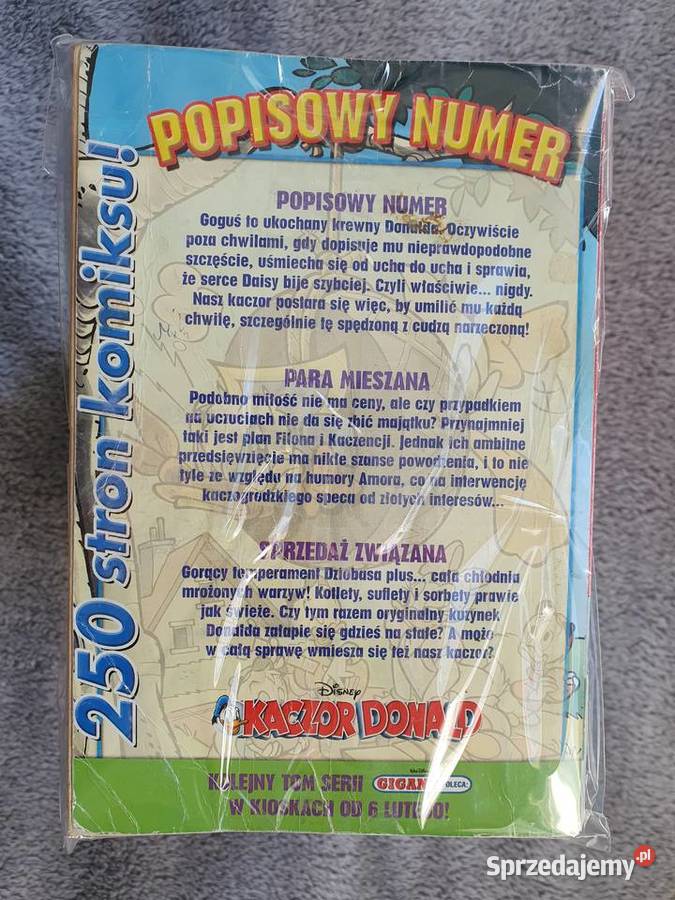 POPISOWY NUMER
250 stron komiksu!
POPISOWY NUMER
Goguś to ukochany krewny Donalda. Oczywiście
poza chwilami, gdy dopisuje mu nieprawdopodobne
szczęście, uśmiecha się od ucha do ucha i sprawia,
że serce Daisy bije szybciej. Czyli właściwie... nigdy.
Nasz kaczor postara się więc, by umilić mu każdą
chwilę, szczególnie tę spędzoną z cudzą narzeczoną!
PARA MIESZANA
Podobno miłość nie ma ceny, ale czy przypadkiem
na uczuciach nie da się zbić majątku? Przynajmniej
taki jest plan Filona i Kaczencji. Jednak ich ambitne
przedsięwzięcie ma nikłe szanse powodzenia, i to nie
tyle ze względu na humory Amora, co na interwencję
kaczogrodzkiego speca od złotych interesów...
SPRZEDAŻ ZWIĄZANA
Gorący temperament Dziobasa plus... cała chłodnia
mrożonych warzyw! Kotlety, suflety i sorbety prawie
jak świeże. Czy tym razem oryginalny kuzynek
Donalda załapie się gdzieś na stałe? A może
w całą sprawę wmiesza się też nasz kaczor?
Disney
KACZOR DONALD
KOLEJNY TOM SERII GIGANT POLECA:
W KIOSKACH OD 6 LUTEGO!
Sprzedajemy.pl